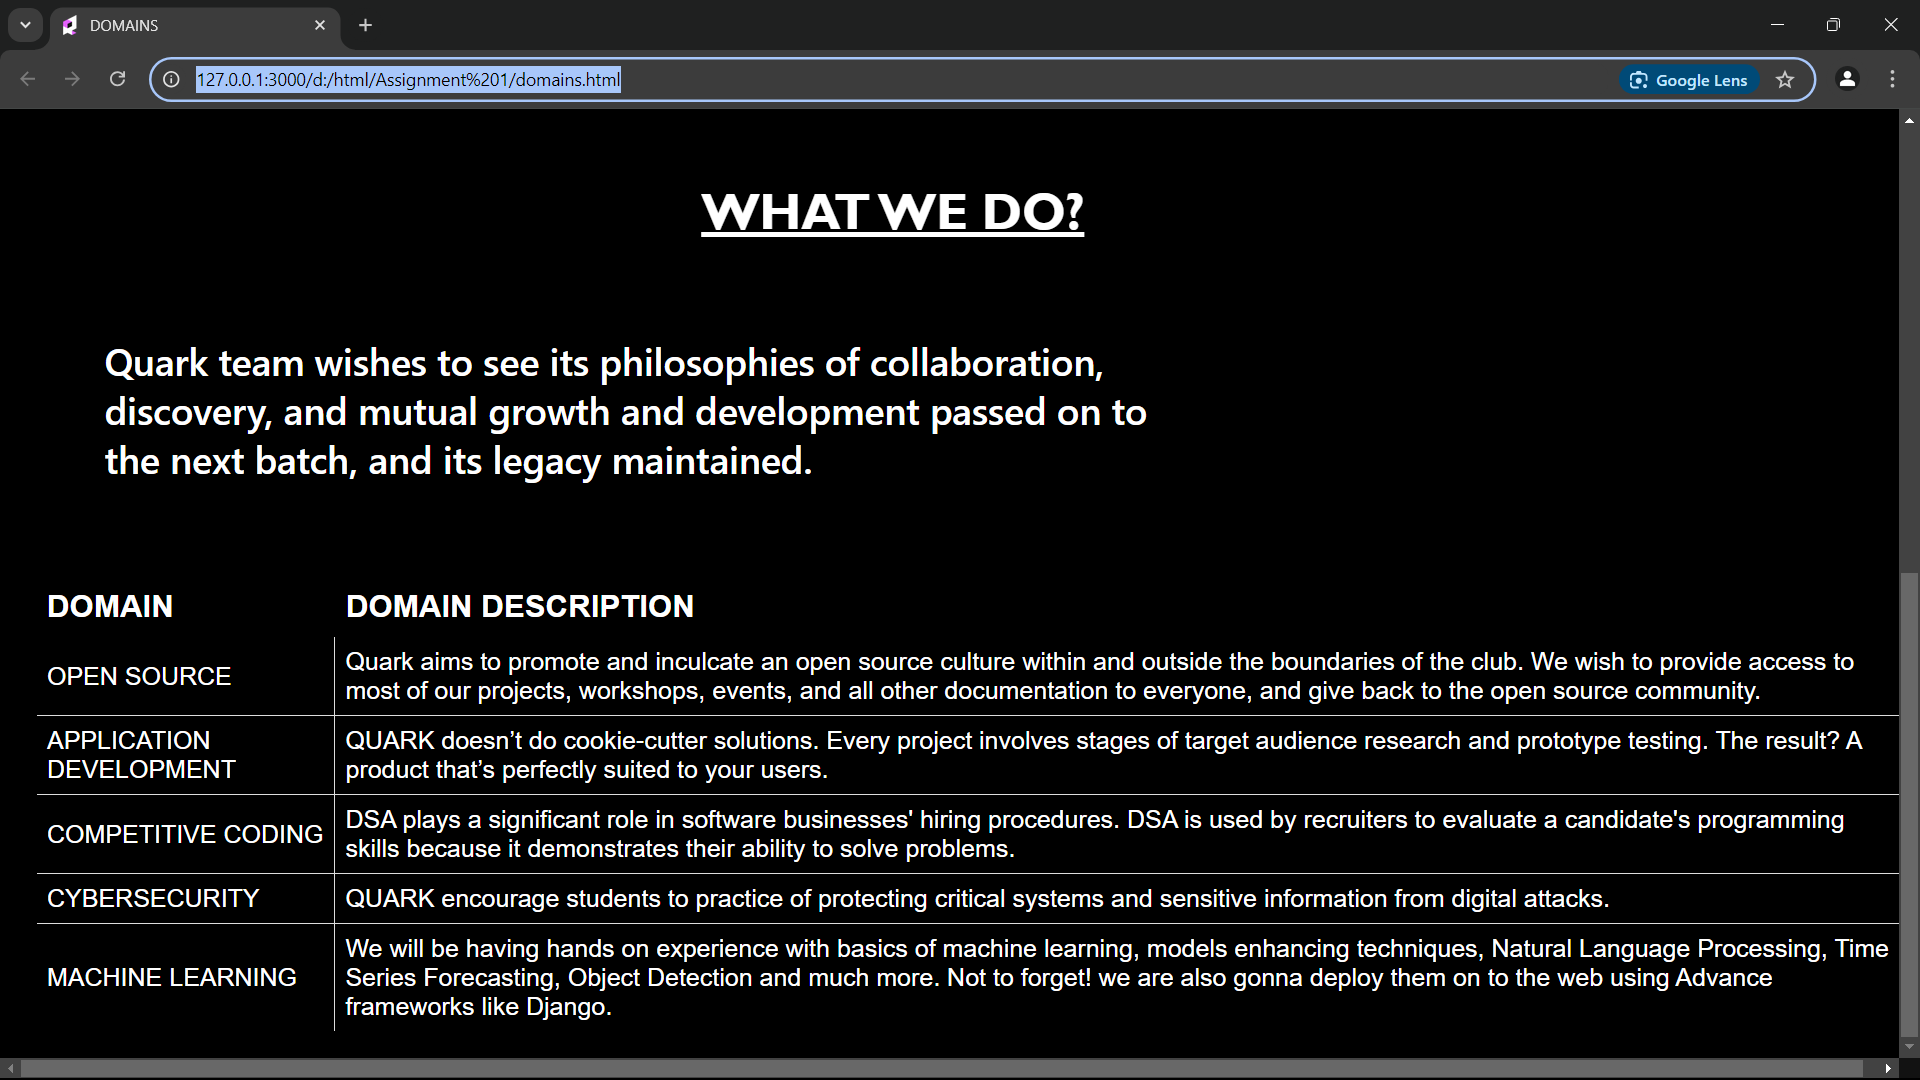 DOMAINS
127.0.0.1:3000/d:/html/Assignment%201/domains.html
Google Lens
WHAT WE DO?
Quark team wishes to see its philosophies of collaboration,
discovery, and mutual growth and development passed on to
the next batch, and its legacy maintained.
DOMAIN
DOMAIN DESCRIPTION
OPEN SOURCE
Quark aims to promote and inculcate an open source culture within and outside the boundaries of the club. We wish to provide access to
most of our projects, workshops, events, and all other documentation to everyone, and give back to the open source community.
APPLICATION
DEVELOPMENT
QUARK doesn’t do cookie-cutter solutions. Every project involves stages of target audience research and prototype testing. The result? A
product that’s perfectly suited to your users.
COMPETITIVE CODING
DSA plays a significant role in software businesses' hiring procedures. DSA is used by recruiters to evaluate a candidate's programming
skills because it demonstrates their ability to solve problems.
CYBERSECURITY
QUARK encourage students to practice of protecting critical systems and sensitive information from digital attacks.
MACHINE LEARNING
We will be having hands on experience with basics of machine learning, models enhancing techniques, Natural Language Processing, Time
Series Forecasting, Object Detection and much more. Not to forget! we are also gonna deploy them on to the web using Advance
frameworks like Django.